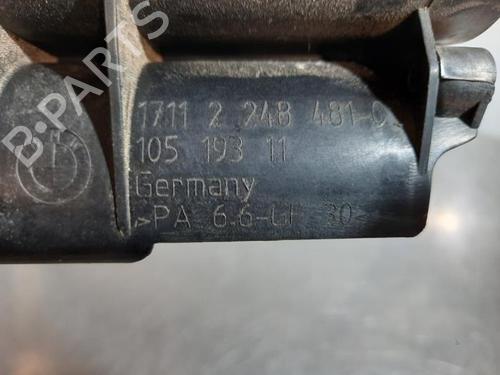 B-PARTS
1711 2 248 481-0
105 193 11
Germany
>PA 6.6-GF 30<